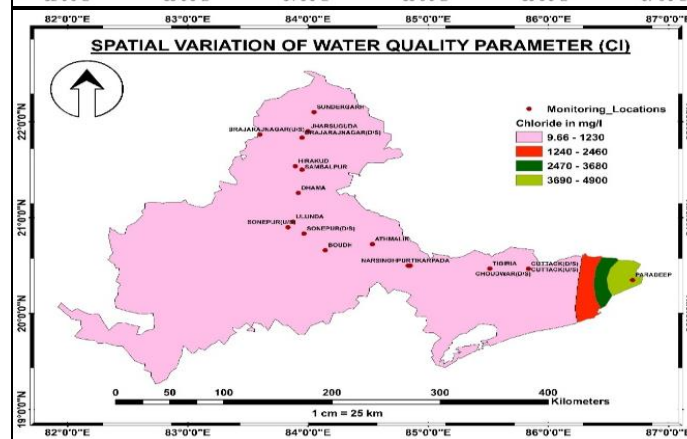 82°0'0"E 83°0'0"E 84°0'0"E 85°0'0"E 86°0'0"E 87°0'0"E
SPATIAL VARIATION OF WATER QUALITY PARAMETER (Cl)
22°0'0"N
21°0'0"N
20°0'0"N
19°0'0"N
Monitoring_Locations
Chloride in mg/l
9.66 - 1230
1240 - 2460
2470 - 3680
3690 - 4900
SUNDERGARH
JHARSUGUDA
BRAJARAJNAGAR(U/S)
BRAJARAJNAGAR(D/S)
HIRAKUD
SAMBALPUR
DHAMA
SONEPUR(U/S)
ULUNDA
SONEPUR(D/S)
ATHMALIK
BOUDH
NARSINGHPUR
TIKARPADA
TIGIRIA
CUTTACK(D/S)
CHOUDWAR(D/S)
CUTTACK(U/S)
PARADEEP
0 50 100 200 300 400
Kilometers
1 cm = 25 km
82°0'0"E 83°0'0"E 84°0'0"E 85°0'0"E 86°0'0"E 87°0'0"E